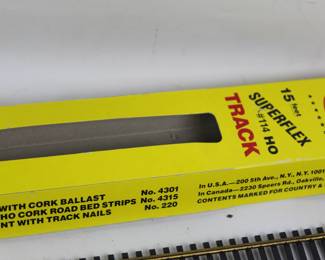 15 feet
SUPERFLEX
#114 HO
TRACK
WITH CORK BALLAST No. 4301
HO CORK ROAD BED STRIPS No. 4315
NT WITH TRACK NAILS No. 220
In U.S.A.—200 5th Ave., N.Y., N.Y. 1001
In Canada—2230 Speers Rd., Oakville,
CONTENTS MARKED FOR COUNTRY &